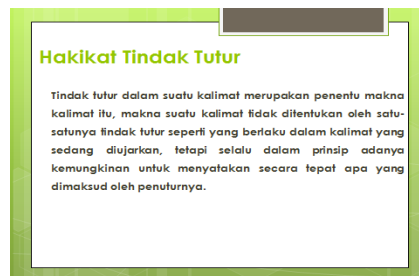 Hakikat Tindak Tutur
Tindak tutur dalam suatu kalimat merupakan penentu makna
kalimat itu, makna suatu kalimat tidak ditentukan oleh satu-
satunya tindak tutur seperti yang berlaku dalam kalimat yang
sedang diujarkan, tetapi selalu dalam prinsip adanya
kemungkinan untuk menyatakan secara tepat apa yang
dimaksud oleh penuturnya.